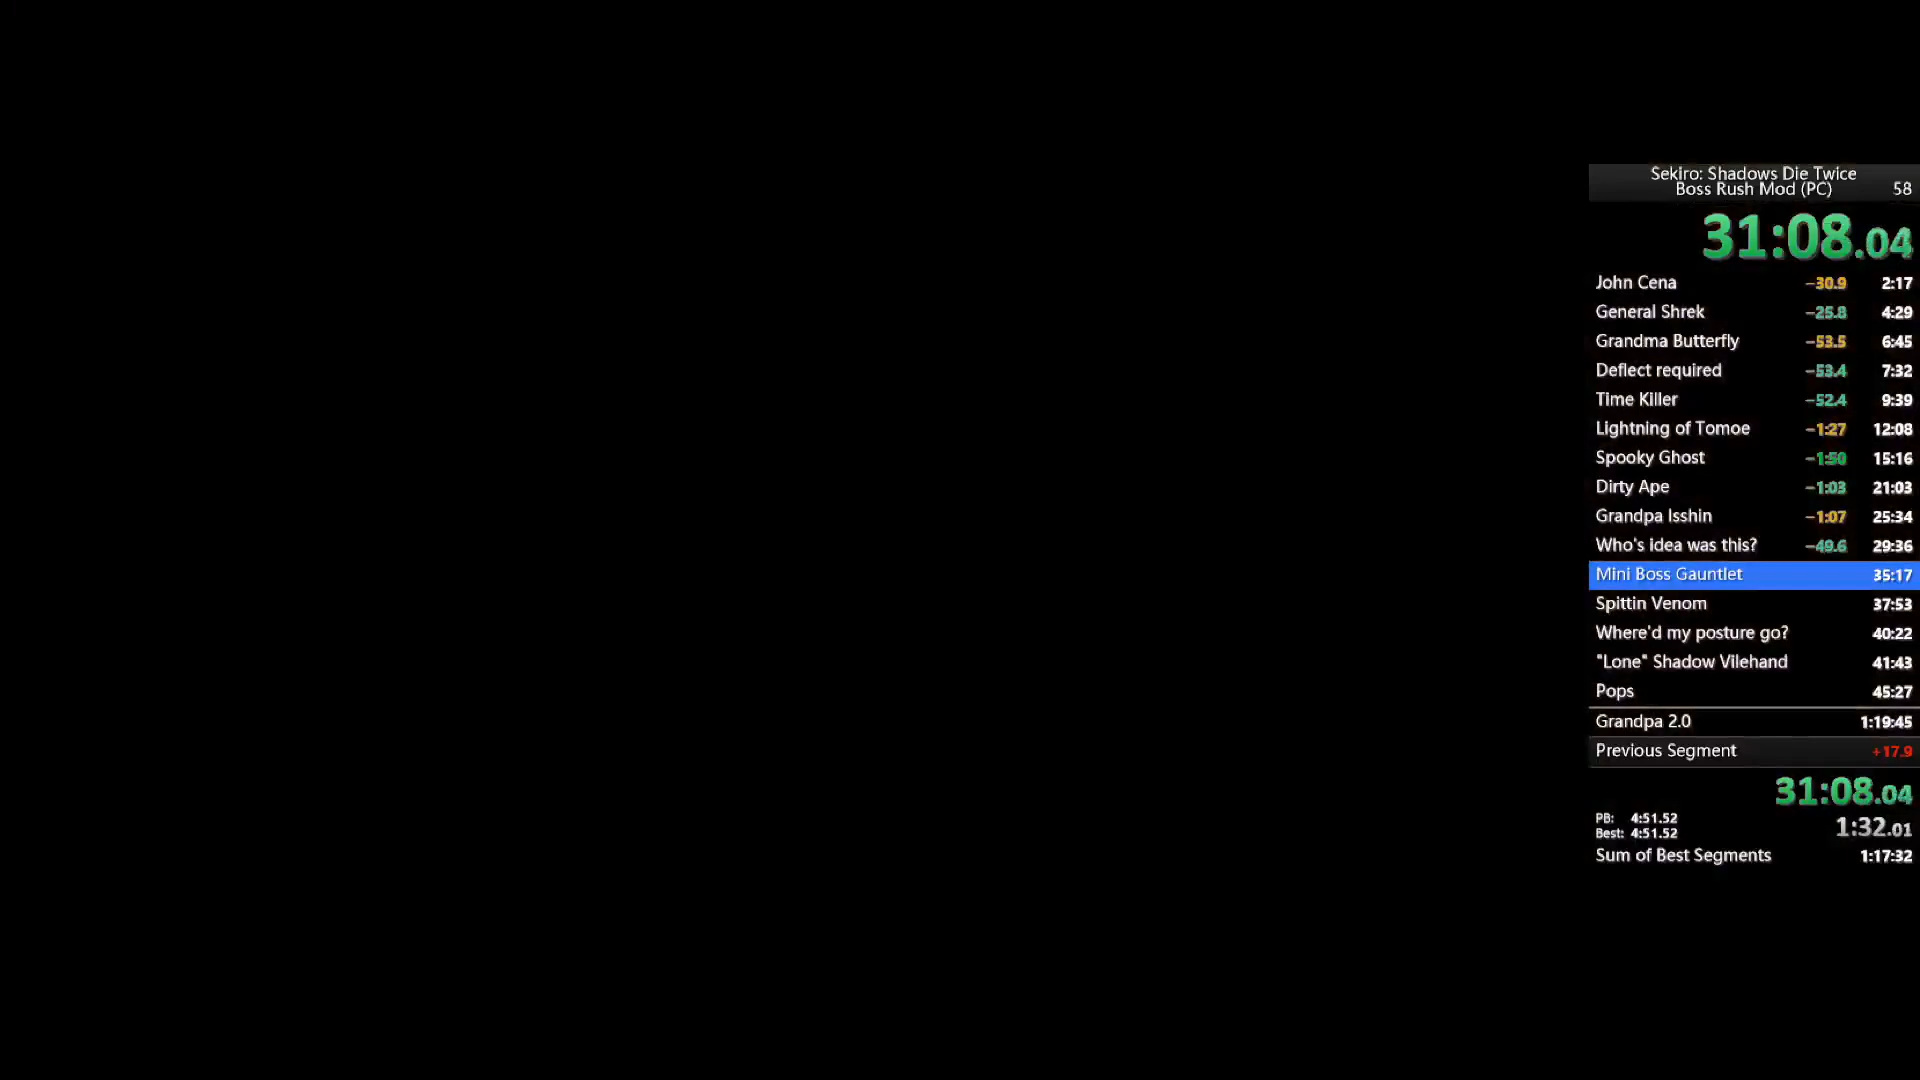 Sekiro: Shadows Die Twice
Boss Rush Mod (PC) 58
31:08.04
John Cena −30.9 2:17
General Shrek −25.8 4:29
Grandma Butterfly −53.5 6:45
Deflect required −53.4 7:32
Time Killer −52.4 9:39
Lightning of Tomoe −1:27 12:08
Spooky Ghost −1:50 15:16
Dirty Ape −1:03 21:03
Grandpa Isshin −1:07 25:34
Who's idea was this? −49.6 29:36
Mini Boss Gauntlet 35:17
Spittin Venom 37:53
Where'd my posture go? 40:22
"Lone" Shadow Vilehand 41:43
Pops 45:27
Grandpa 2.0 1:19:45
Previous Segment +17.9
31:08.04
PB: 4:51.52 1:32.01
Best: 4:51.52
Sum of Best Segments 1:17:32